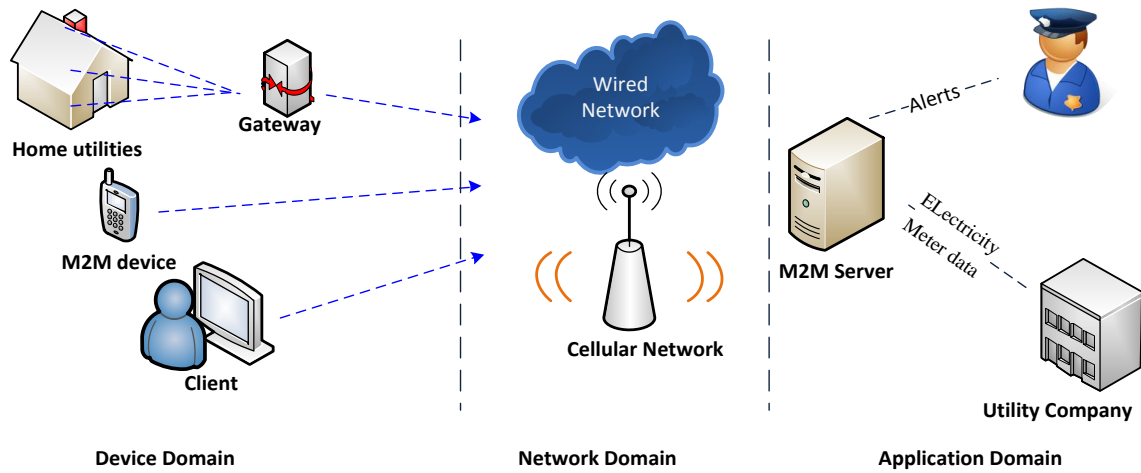 Wired
Network
Alerts
Gateway
Home utilities
M2M device
ELectricity
Meter data
M2M Server
Cellular Network
Client
Utility Company
Device Domain
Network Domain
Application Domain